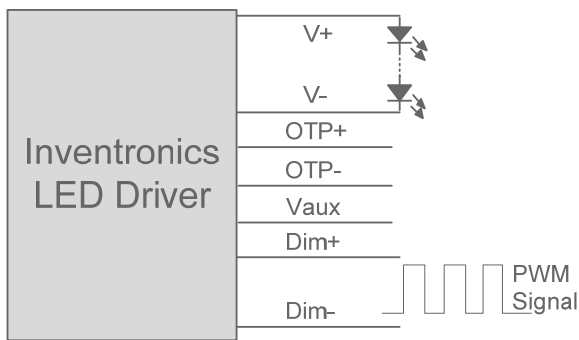 Inventronics
LED Driver
V+
V-
OTP+
OTP-
Vaux
Dim+
Dim-
PWM
Signal